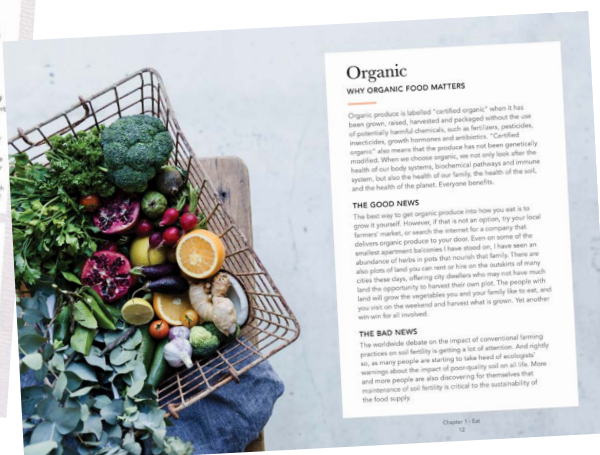 Organic
WHY ORGANIC FOOD MATTERS
Organic produce is labelled "certified organic" when it has
been grown, raised, harvested and packaged without the use
of potentially harmful chemicals, such as fertilizers, pesticides,
insecticides, growth hormones and antibiotics. "Certified
organic" also means that the produce has not been genetically
modified. When we choose organic, we not only look after the
health of our body systems, biochemical pathways and immune
system, but also the health of our family, the health of the soil,
and the health of the planet. Everyone benefits.
THE GOOD NEWS
The best way to get organic produce into how you eat is to
grow it yourself. However, if that is not an option, try your local
farmers' market, or search the internet for a company that
delivers organic produce to your door. Even on some of the
smallest apartment balconies I have stood on, I have seen an
abundance of herbs in pots that nourish that family. There are
also plots of land you can rent or hire on the outskirts of many
cities these days, offering city dwellers who may not have much
land the opportunity to harvest their own plot. The people with
land will grow the vegetables you and your family like to eat, and
you visit on the weekend and harvest what is grown. Yet another
win-win for all involved.
THE BAD NEWS
The worldwide debate on the impact of conventional farming
practices on soil fertility is getting a lot of attention. And rightly
so, as many people are starting to take heed of ecologists'
warnings about the impact of poor-quality soil on all life. More
and more people are also discovering for themselves that
maintenance of soil fertility is critical to the sustainability of
the food supply.
Chapter 1 - Eat
12